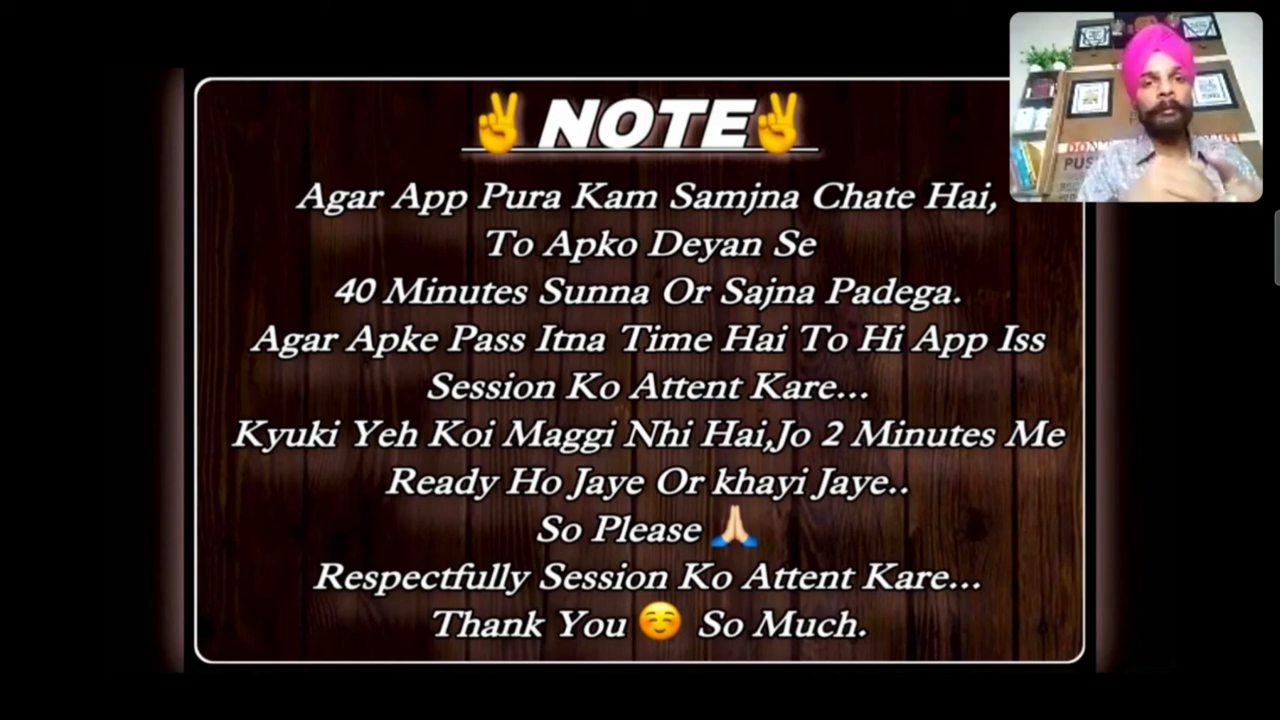 ✌️ NOTE ✌️
Agar App Pura Kam Samjna Chate Hai,
To Apko Deyan Se
40 Minutes Sunna Or Sajna Padega.
Agar Apke Pass Itna Time Hai To Hi App Iss
Session Ko Attent Kare...
Kyuki Yeh Koi Maggi Nhi Hai,Jo 2 Minutes Me
Ready Ho Jaye Or khayi Jaye..
So Please 🙏🏻
Respectfully Session Ko Attent Kare...
Thank You ☺️ So Much.